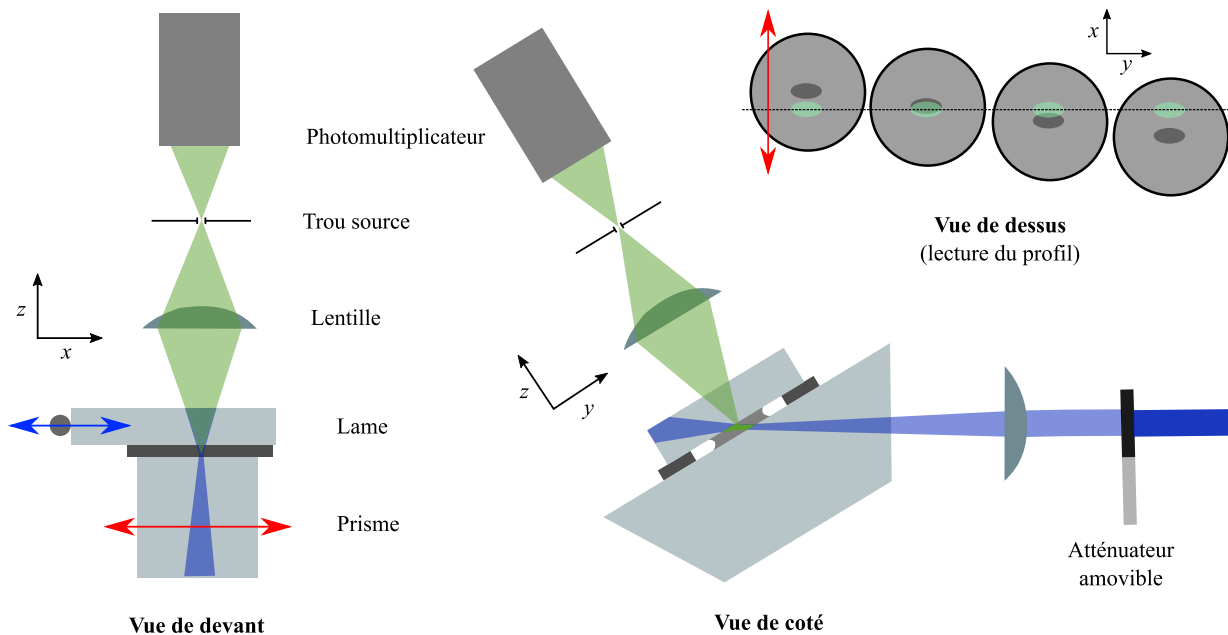 Photomultiplicateur
Trou source
z
x
Lentille
Lame
Prisme
Vue de devant
z
y
Vue de coté
x
y
Vue de dessus
(lecture du profil)
Atténuateur
amovible